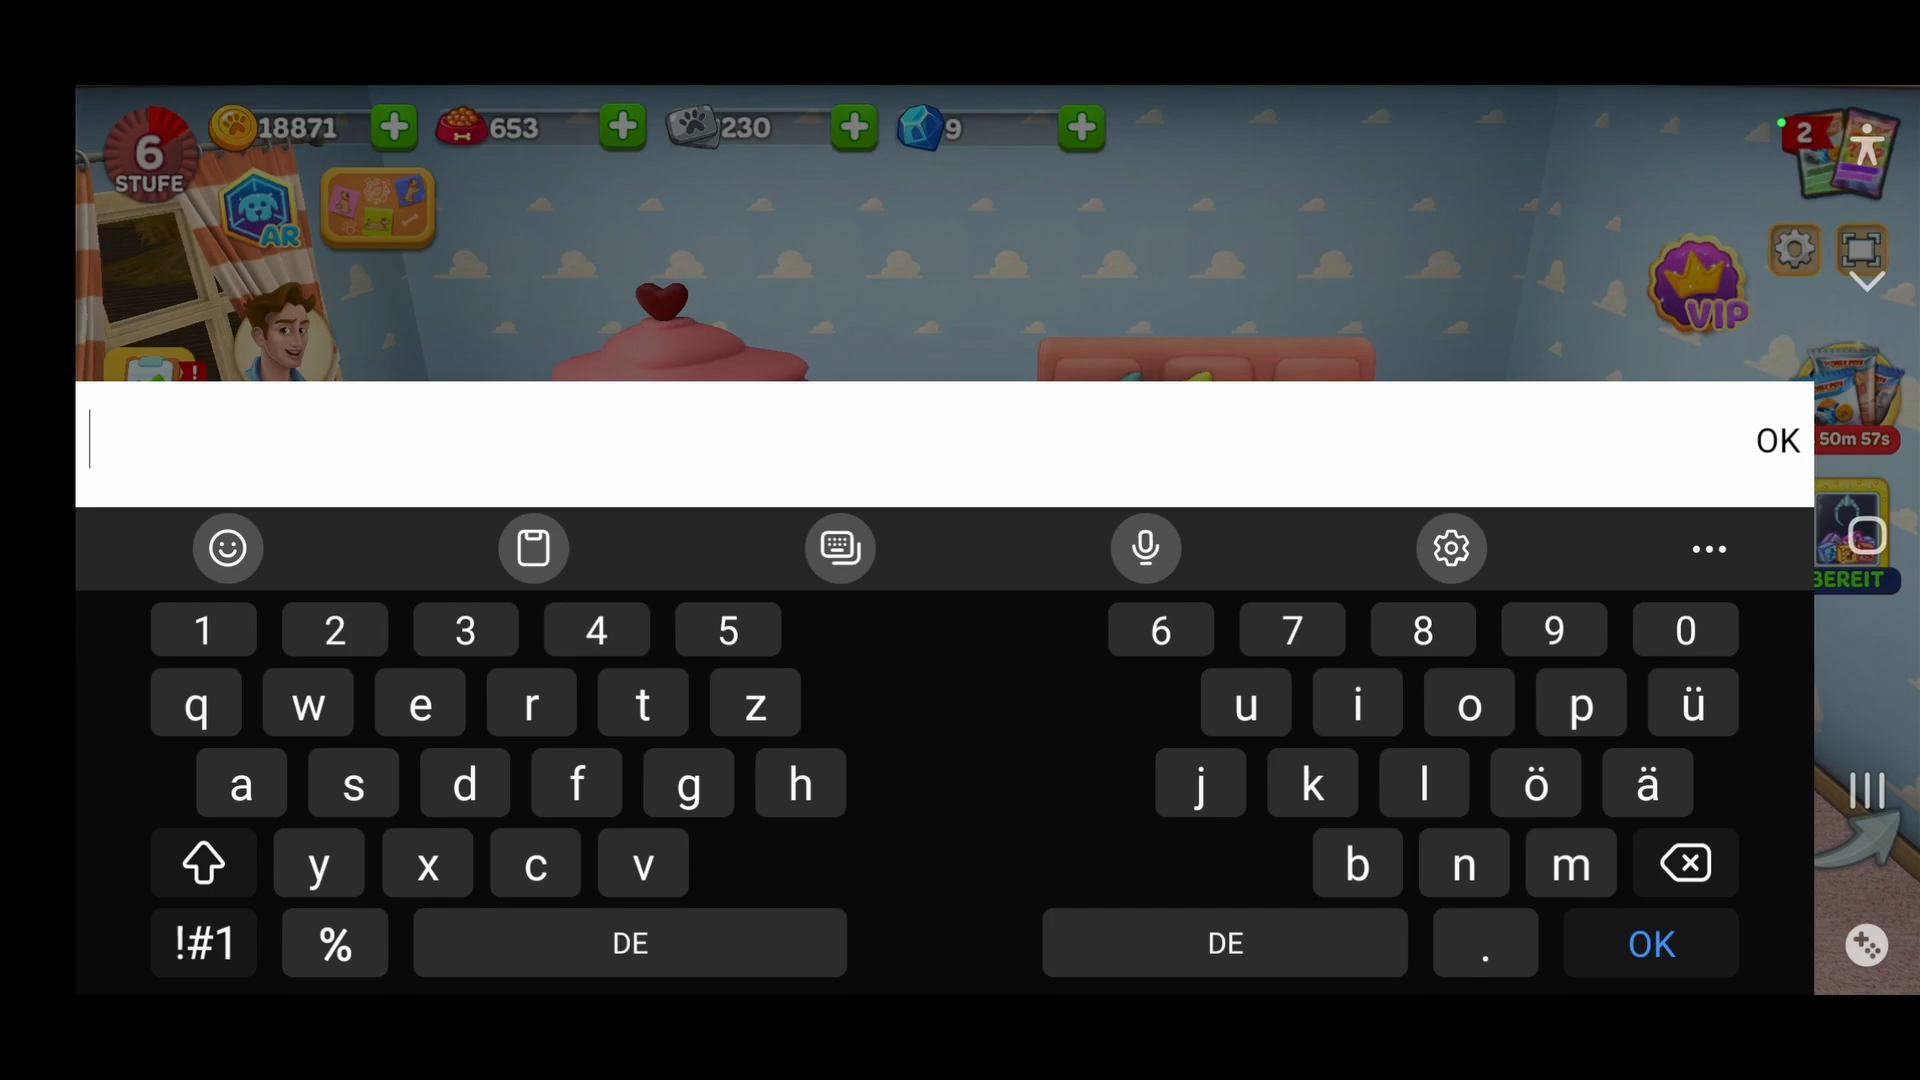 6
STUFE
18871
653
230
9
2
AR
VIP
!
OK
50m 57s
BEREIT
1 2 3 4 5 6 7 8 9 0
q w e r t z u i o p ü
a s d f g h j k l ö ä
y x c v b n m
!#1 % DE DE . OK